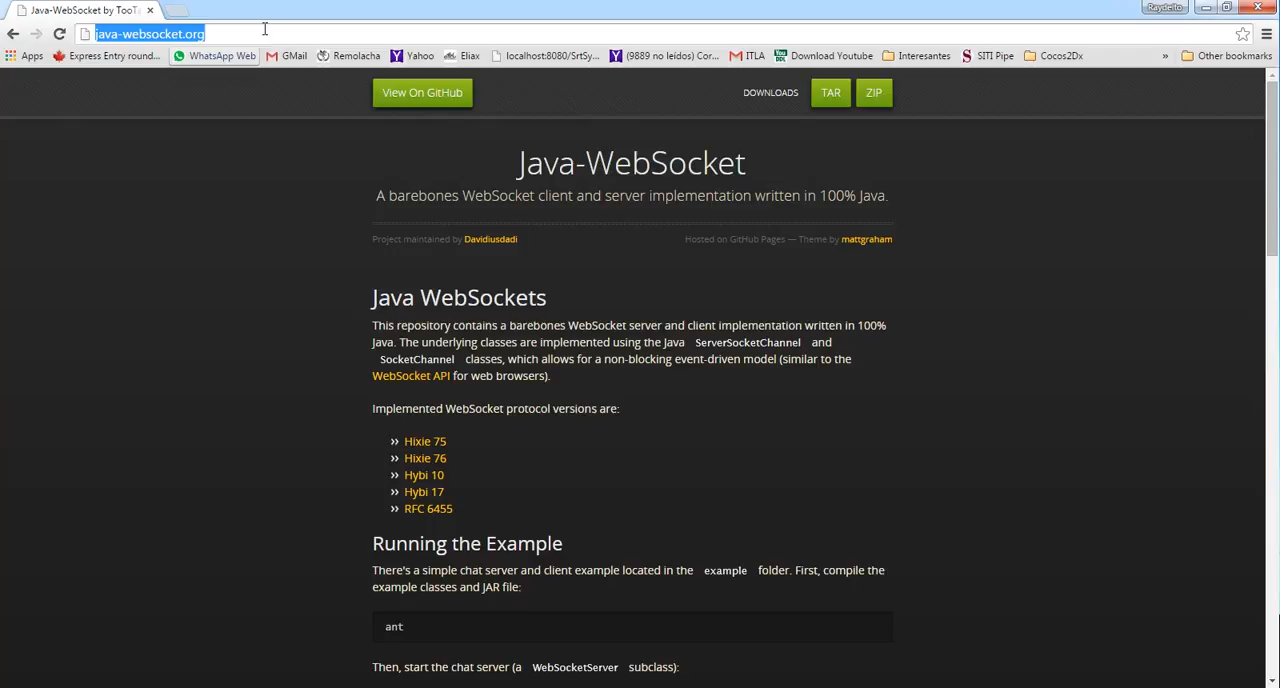 Java-WebSocket by TooT
Raydelto
java-websocket.org
Apps Express Entry round... WhatsApp Web GMail Remolacha Yahoo Eliax localhost:8080/SrtSy... (9889 no leídos) Cor... ITLA Download Youtube Interesantes SITI Pipe Cocos2Dx » Other bookmarks
View On GitHub DOWNLOADS TAR ZIP
Java-WebSocket
A barebones WebSocket client and server implementation written in 100% Java.
Project maintained by Davidiusdadi Hosted on GitHub Pages — Theme by mattgraham
Java WebSockets
This repository contains a barebones WebSocket server and client implementation written in 100%
Java. The underlying classes are implemented using the Java ServerSocketChannel and
SocketChannel classes, which allows for a non-blocking event-driven model (similar to the
WebSocket API for web browsers).
Implemented WebSocket protocol versions are:
›› Hixie 75
›› Hixie 76
›› Hybi 10
›› Hybi 17
›› RFC 6455
Running the Example
There's a simple chat server and client example located in the example folder. First, compile the
example classes and JAR file:
ant
Then, start the chat server (a WebSocketServer subclass):